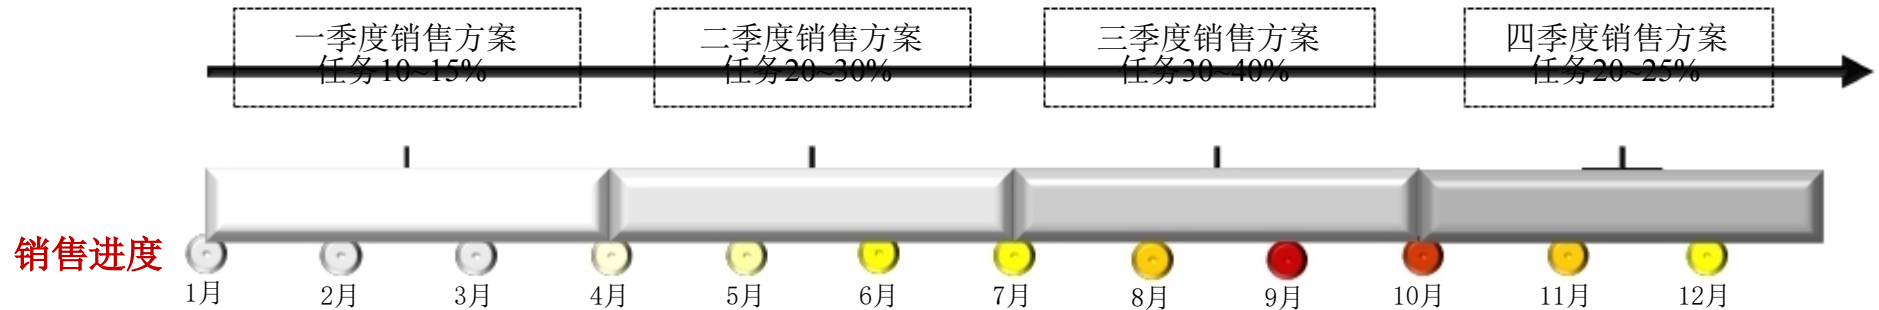 一季度销售方案
任务10~15%
二季度销售方案
任务20~30%
三季度销售方案
任务30~40%
四季度销售方案
任务20~25%
销售进度
1月
2月
3月
4月
5月
6月
7月
8月
9月
10月
11月
12月